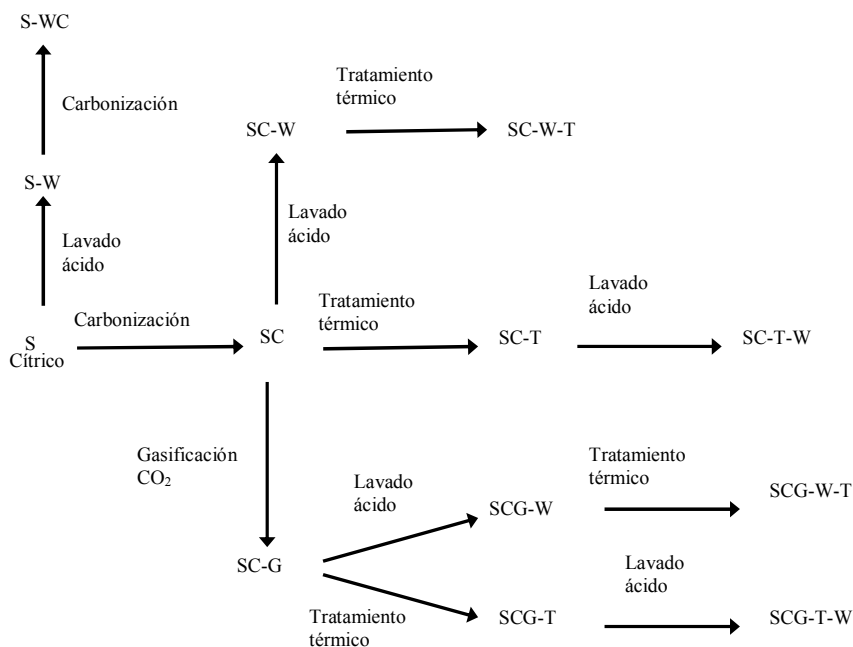 S-WC
Carbonización
Tratamiento
térmico
SC-W
SC-W-T
S-W
Lavado
ácido
Lavado
ácido
Lavado
ácido
S
Cítrico
Carbonización
SC
Tratamiento
térmico
SC-T
SC-T-W
Gasificación
CO₂
Lavado
ácido
SCG-W
Tratamiento
térmico
SCG-W-T
SC-G
Tratamiento
térmico
SCG-T
Lavado
ácido
SCG-T-W